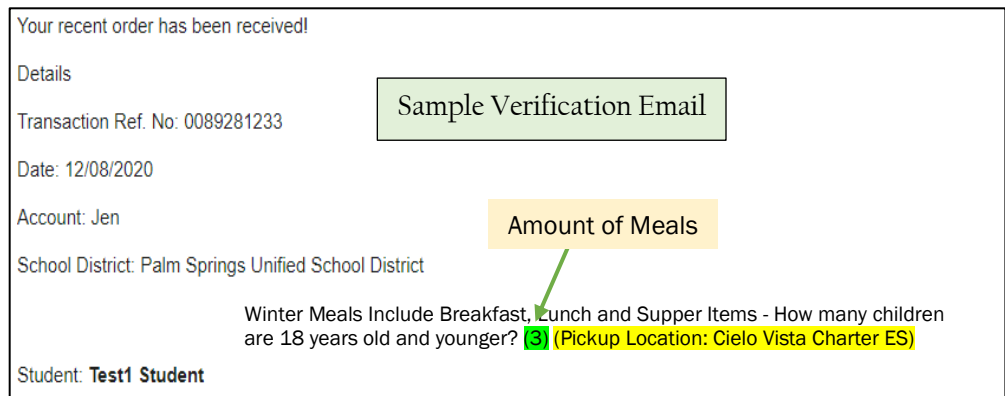 Your recent order has been received!
Details
Sample Verification Email
Transaction Ref. No: 0089281233
Date: 12/08/2020
Account: Jen
Amount of Meals
School District: Palm Springs Unified School District
Winter Meals Include Breakfast, Lunch and Supper Items - How many children
are 18 years old and younger? (3) (Pickup Location: Cielo Vista Charter ES)
Student: Test1 Student